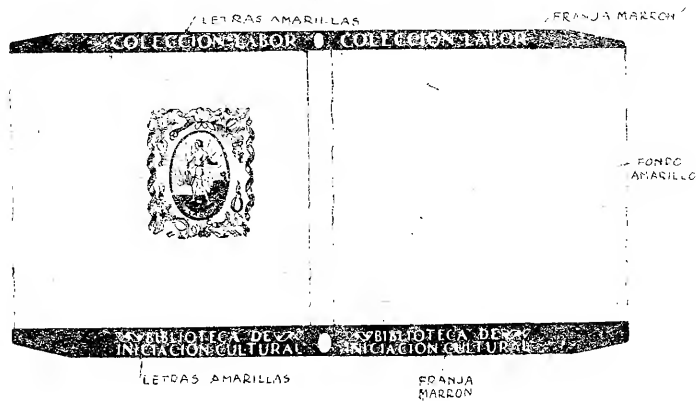 LETRAS AMARILLAS
FRANJA MARRON
COLECCION LABOR
COLECCION LABOR
FONDO
AMARILLO
BIBLIOTECA DE
INICIACION CULTURAL
BIBLIOTECA DE
INICIACION CULTURAL
LETRAS AMARILLAS
FRANJA
MARRON